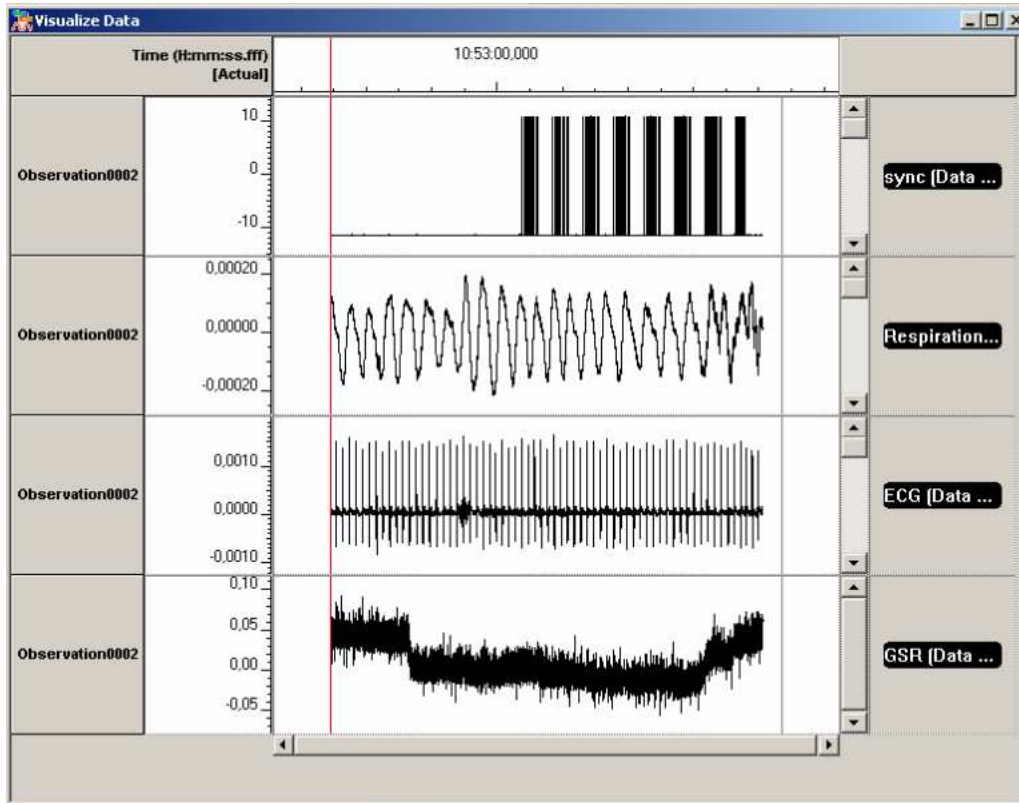 Visualize Data
Time (H:mm:ss.fff)
[Actual]
10:53:00,000
Observation0002
10
0
-10
sync (Data ...
Observation0002
0,00020
0,00000
-0,00020
Respiration...
Observation0002
0,0010
0,0000
-0,0010
ECG (Data ...
Observation0002
0,10
0,05
0,00
-0,05
GSR (Data ...